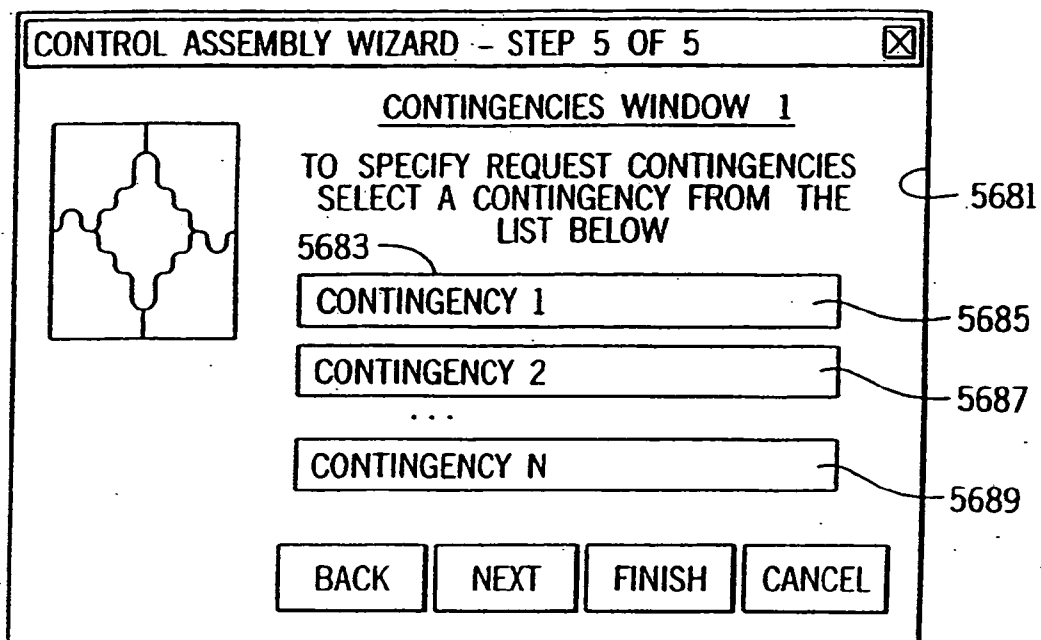 CONTROL ASSEMBLY WIZARD - STEP 5 OF 5
CONTINGENCIES WINDOW 1
TO SPECIFY REQUEST CONTINGENCIES
SELECT A CONTINGENCY FROM THE
LIST BELOW
5681
5683
CONTINGENCY 1
5685
CONTINGENCY 2
5687
...
CONTINGENCY N
5689
BACK NEXT FINISH CANCEL